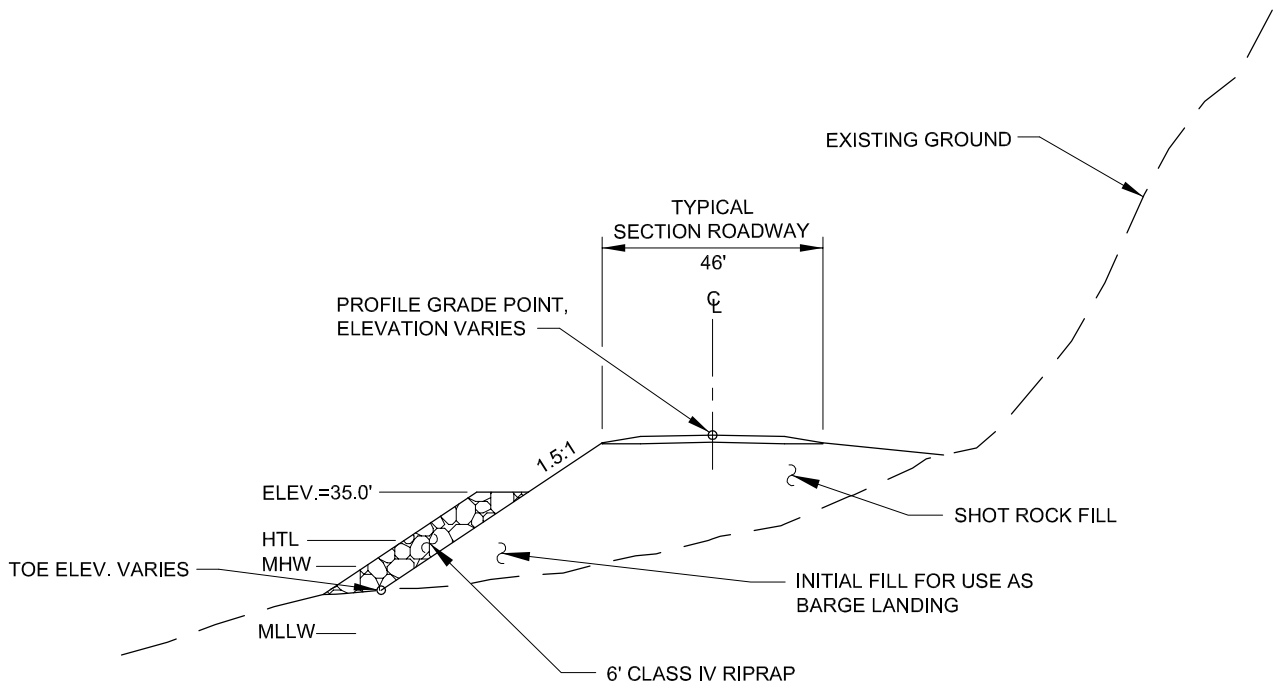 EXISTING GROUND
TYPICAL
SECTION ROADWAY
46'
℄
PROFILE GRADE POINT,
ELEVATION VARIES
1.5:1
ELEV.=35.0'
SHOT ROCK FILL
HTL
MHW
TOE ELEV. VARIES
INITIAL FILL FOR USE AS
BARGE LANDING
MLLW
6' CLASS IV RIPRAP